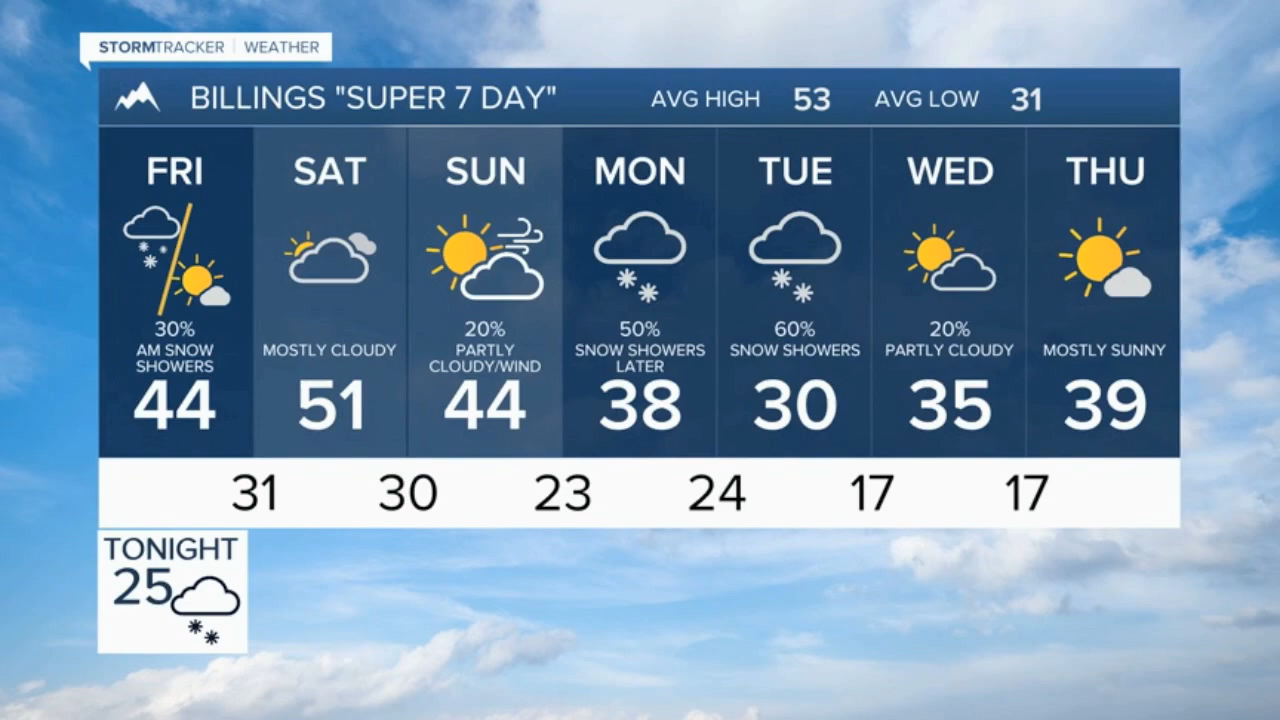 STORMTRACKER | WEATHER
BILLINGS "SUPER 7 DAY" AVG HIGH 53 AVG LOW 31
FRI SAT SUN MON TUE WED THU
30% 20% 50% 60% 20%
AM SNOW MOSTLY CLOUDY PARTLY SNOW SHOWERS SNOW SHOWERS PARTLY CLOUDY MOSTLY SUNNY
SHOWERS CLOUDY/WIND LATER
44 51 44 38 30 35 39
31 30 23 24 17 17
TONIGHT
25